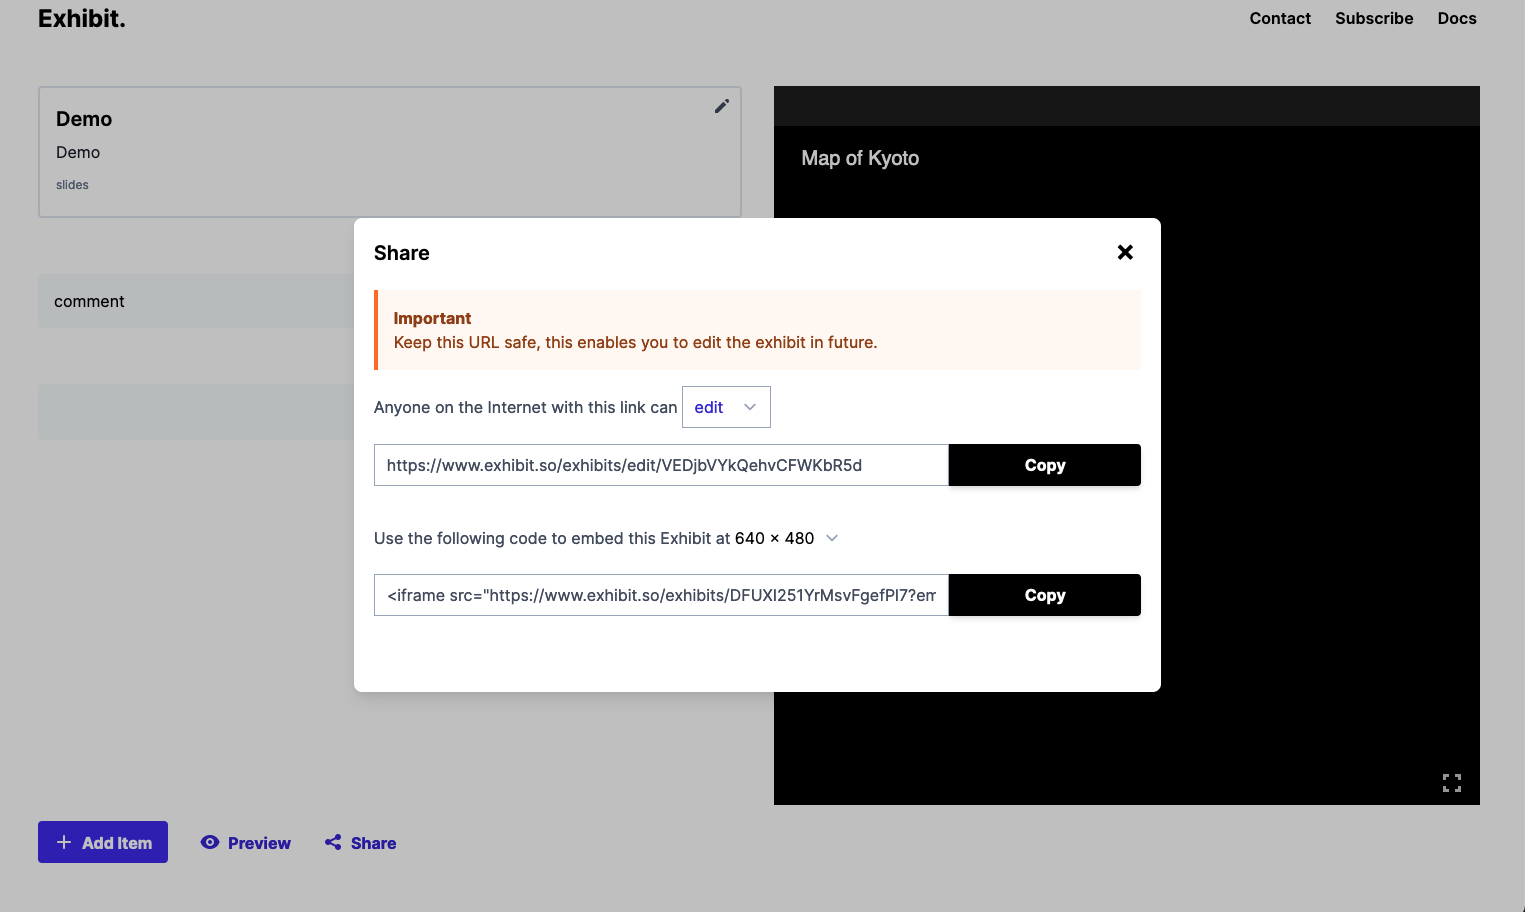 Exhibit.
Contact Subscribe Docs
Demo
Demo
slides
Map of Kyoto
comment
Share
Important
Keep this URL safe, this enables you to edit the exhibit in future.
Anyone on the Internet with this link can edit
https://www.exhibit.so/exhibits/edit/VEDjbVYkQehvCFWKbR5d
Copy
Use the following code to embed this Exhibit at 640 × 480
<iframe src="https://www.exhibit.so/exhibits/DFUXI251YrMsvFgefPI7?em
Copy
Add Item
Preview
Share